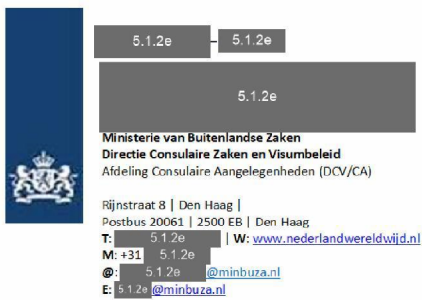 5.1.2e – 5.1.2e
5.1.2e
Ministerie van Buitenlandse Zaken
Directie Consulaire Zaken en Visumbeleid
Afdeling Consulaire Aangelegenheden (DCV/CA)
Rijnstraat 8 | Den Haag |
Postbus 20061 | 2500 EB | Den Haag
T: 5.1.2e | W: www.nederlandwereldwijd.nl
M: +31 5.1.2e
@: 5.1.2e @minbuza.nl
E: 5.1.2e @minbuza.nl